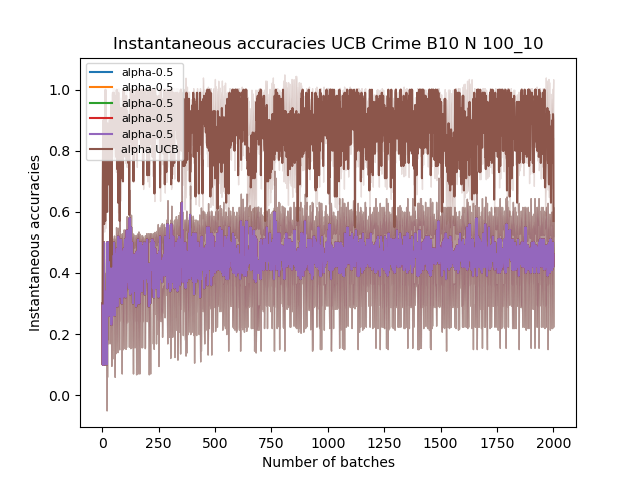 Instantaneous accuracies UCB Crime B10 N 100_10
alpha-0.5
alpha-0.5
alpha-0.5
alpha-0.5
alpha-0.5
alpha UCB
1.0
0.8
0.6
0.4
0.2
0.0
Instantaneous accuracies
0 250 500 750 1000 1250 1500 1750 2000
Number of batches